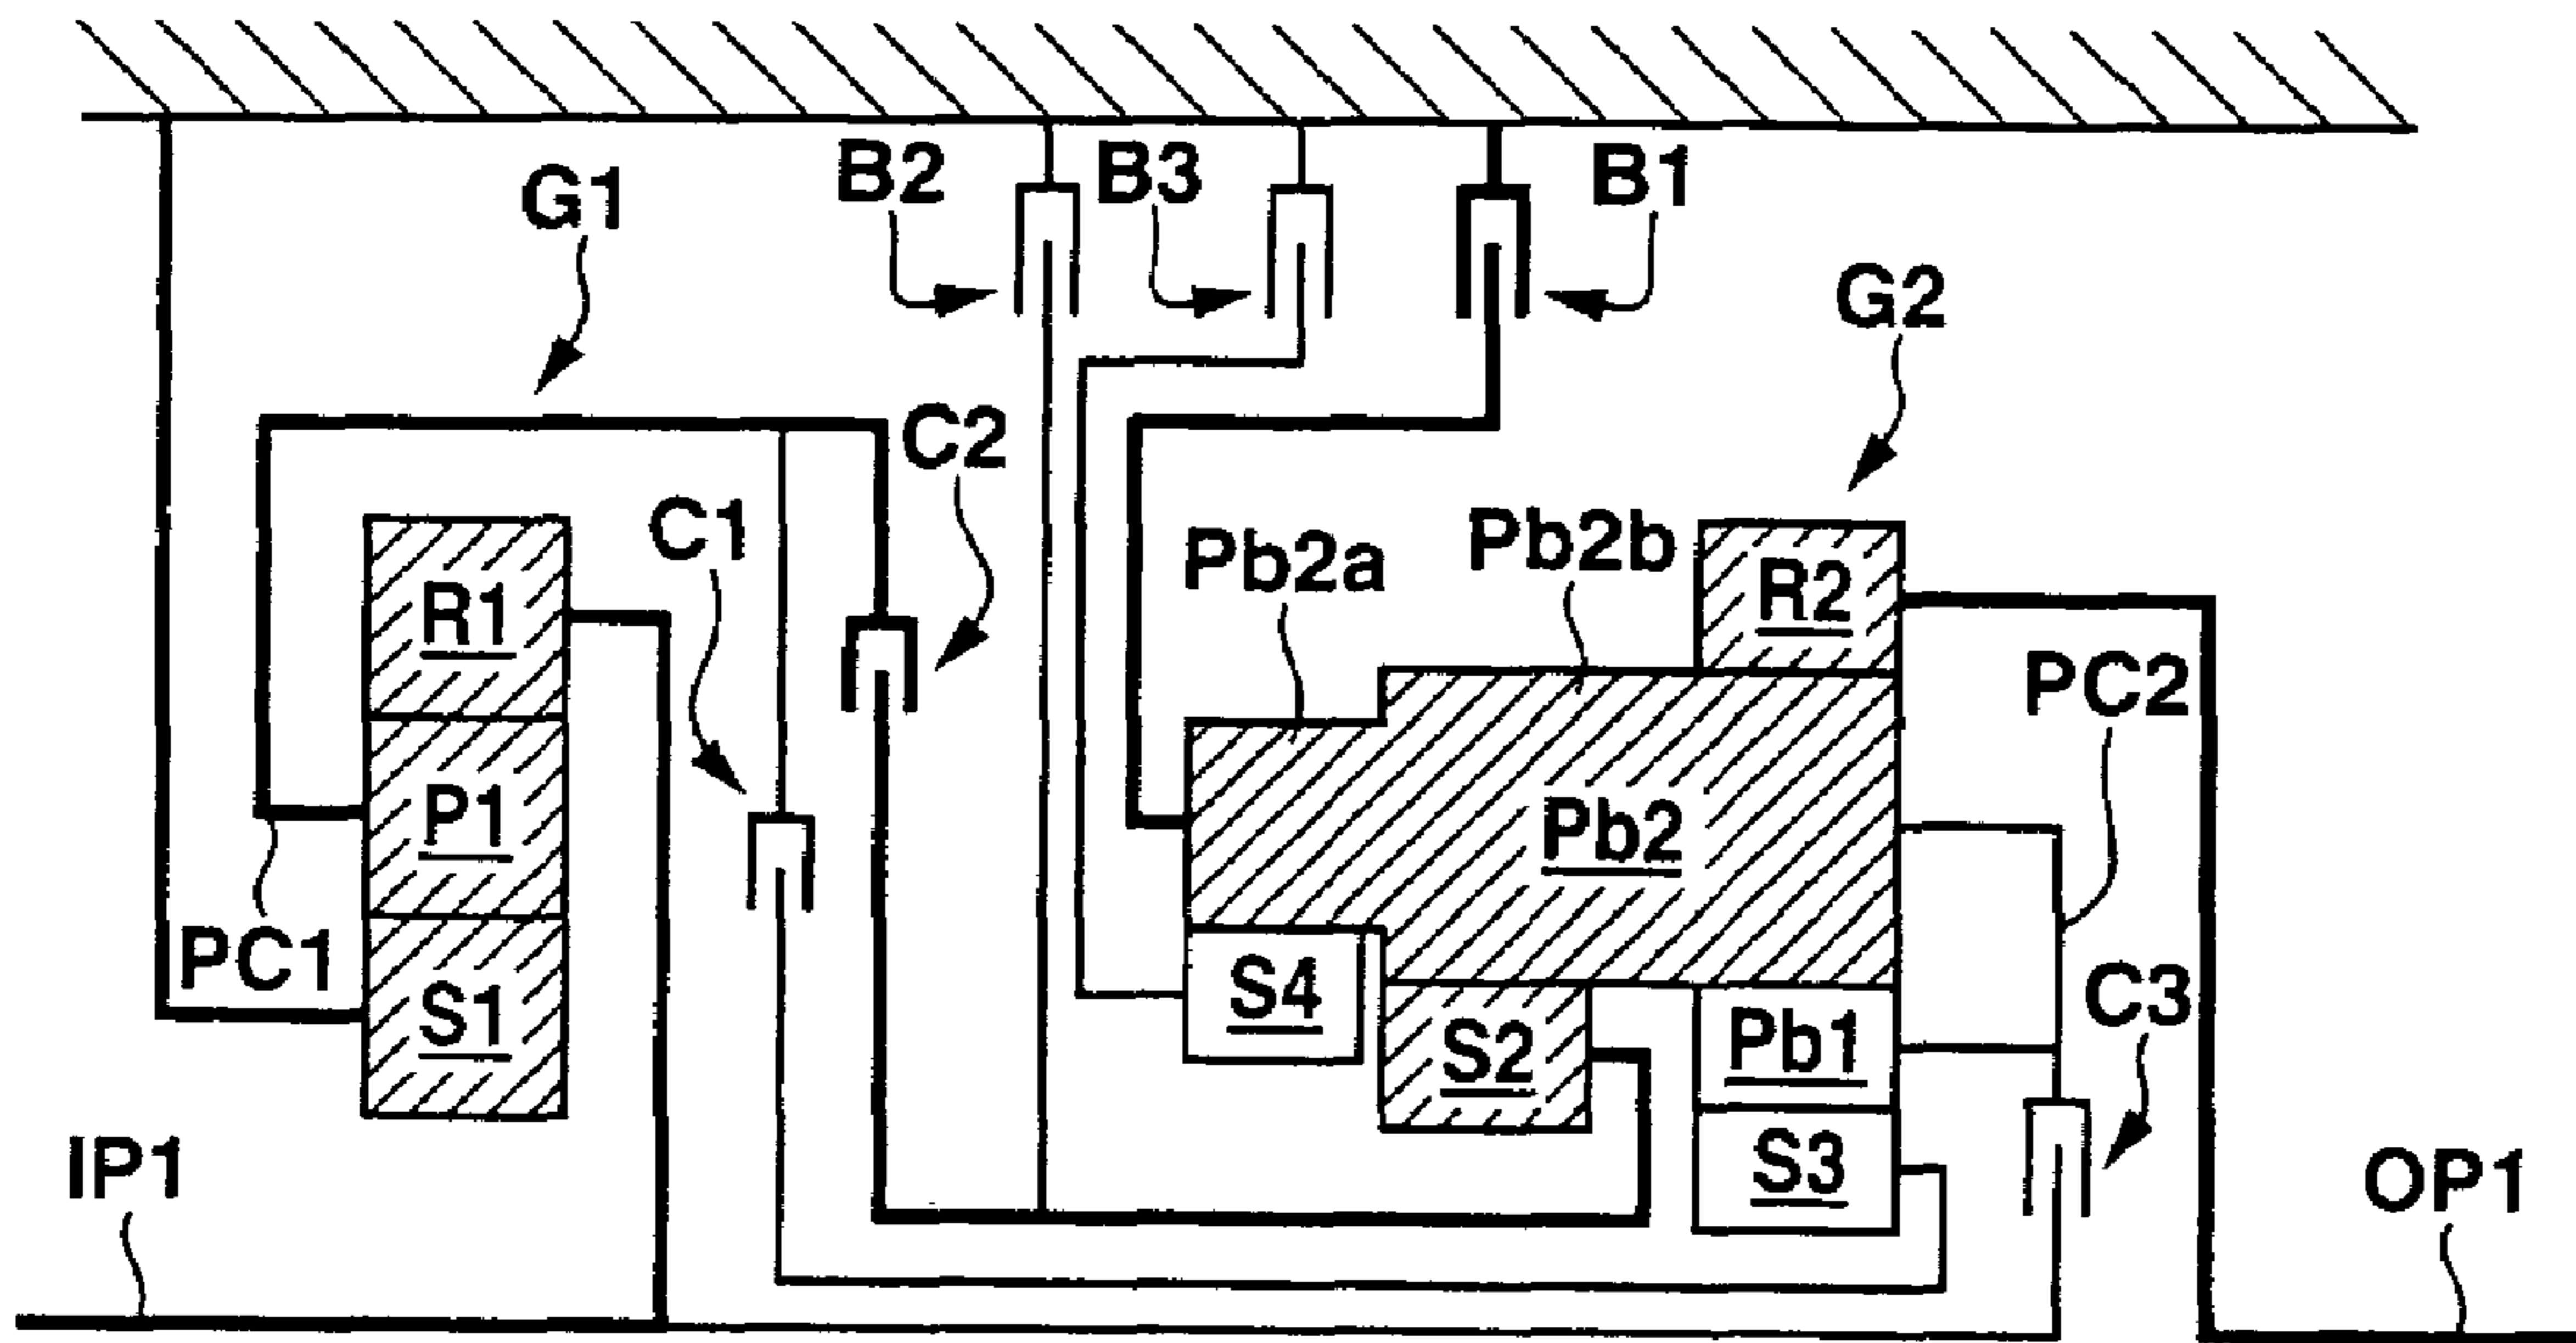 G1
B2
B3
B1
G2
C2
C1
Pb2a
Pb2b
R1
R2
PC2
P1
Pb2
PC1
S1
S4
S2
Pb1
C3
S3
IP1
OP1